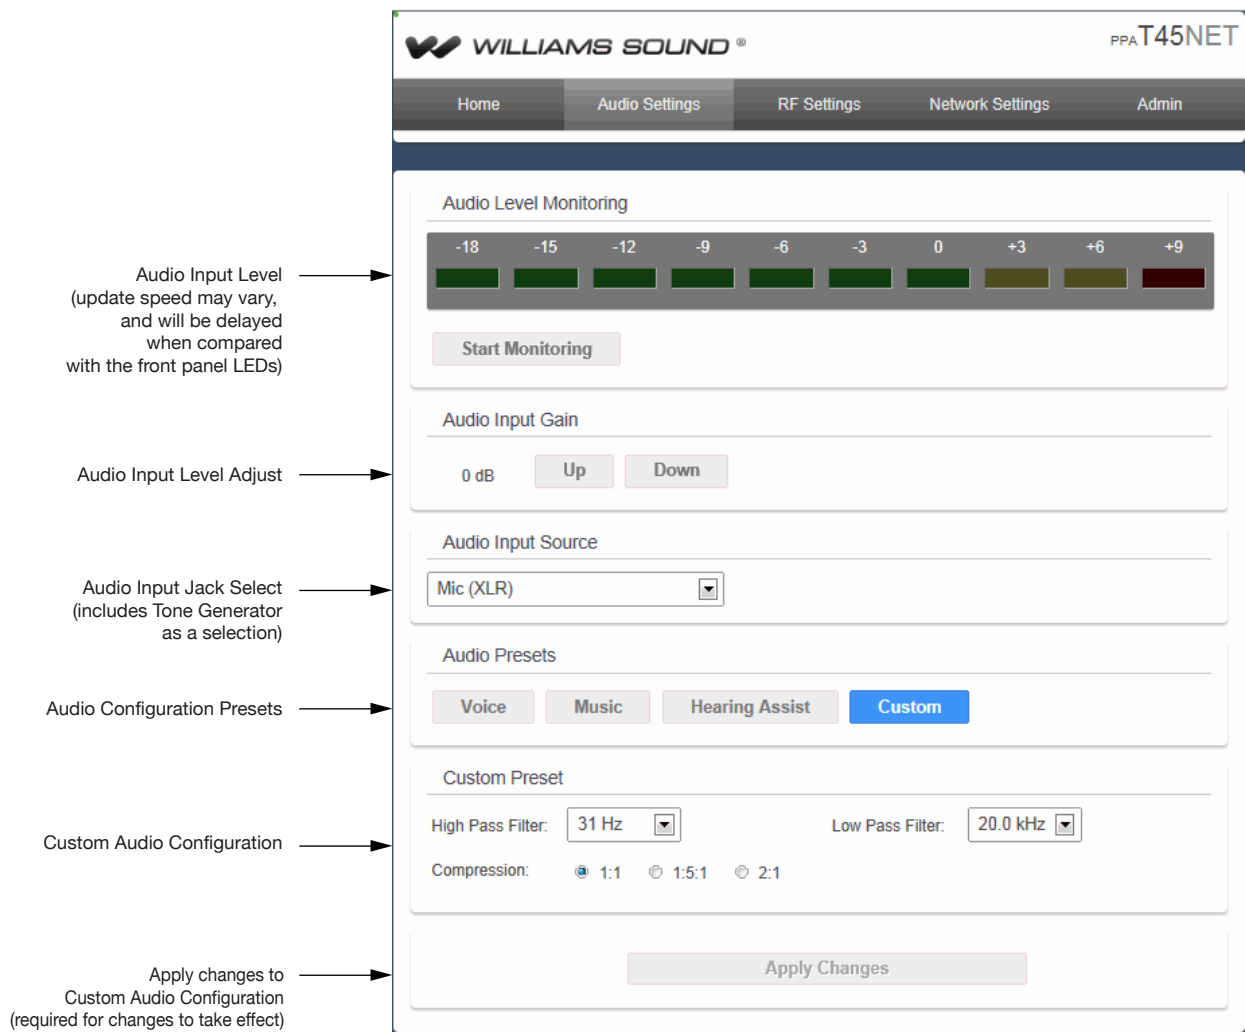 WILLIAMS SOUND ®
PPAT45NET
Home Audio Settings RF Settings Network Settings Admin
Audio Level Monitoring
-18 -15 -12 -9 -6 -3 0 +3 +6 +9
Audio Input Level
(update speed may vary,
and will be delayed
when compared
with the front panel LEDs)
Start Monitoring
Audio Input Gain
Audio Input Level Adjust
0 dB Up Down
Audio Input Source
Audio Input Jack Select
(includes Tone Generator
as a selection)
Mic (XLR)
Audio Presets
Audio Configuration Presets
Voice Music Hearing Assist Custom
Custom Preset
High Pass Filter: 31 Hz Low Pass Filter: 20.0 kHz
Custom Audio Configuration
Compression: 1:1 1:5:1 2:1
Apply changes to
Custom Audio Configuration
(required for changes to take effect)
Apply Changes